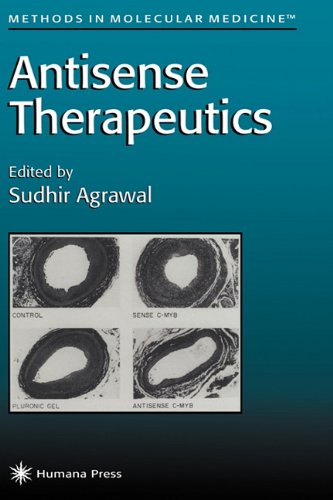 METHODS IN MOLECULAR MEDICINE™
Antisense
Therapeutics
Edited by
Sudhir Agrawal
CONTROL
SENSE C-MYB
PLURONIC GEL
ANTISENSE C-MYB
Humana Press